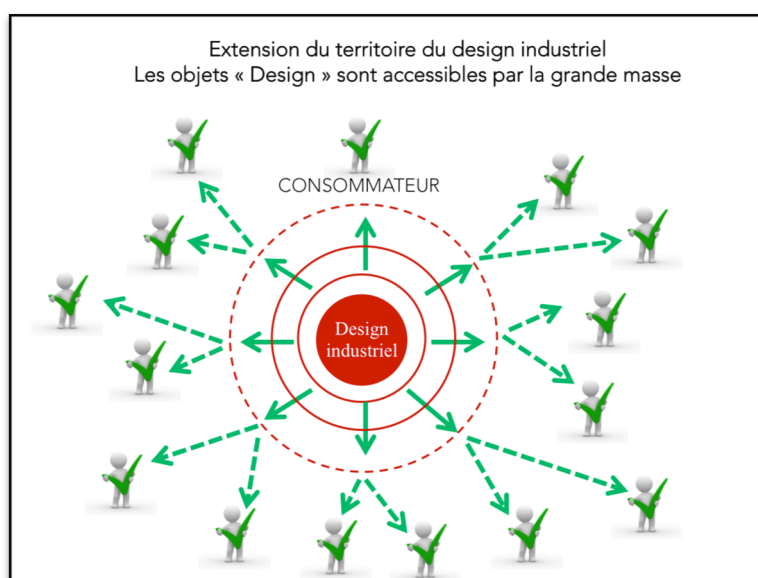 Extension du territoire du design industriel
Les objets « Design » sont accessibles par la grande masse
CONSOMMATEUR
Design
industriel